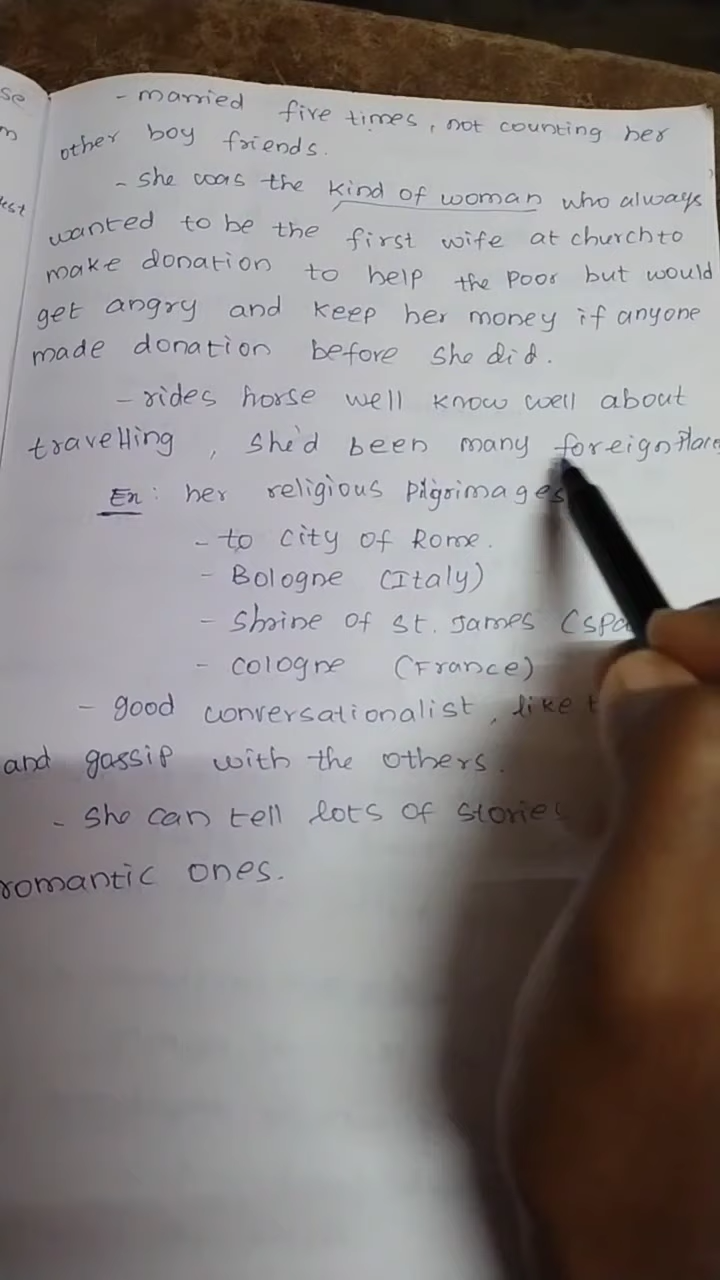 - married five times, not counting her
other boy friends.
- she was the kind of woman who always
wanted to be the first wife at church to
make donation to help the poor but would
get angry and keep her money if anyone
made donation before she did.
- rides horse well know well about
travelling, she'd been many foreign
Ex: her religious pilgrimages
- to city of Rome.
- Bologne (Italy)
- Shrine of St. James
- cologne (France)
- good conversationalist, like
and gassip with the others.
- she can tell lots of stories
romantic ones.